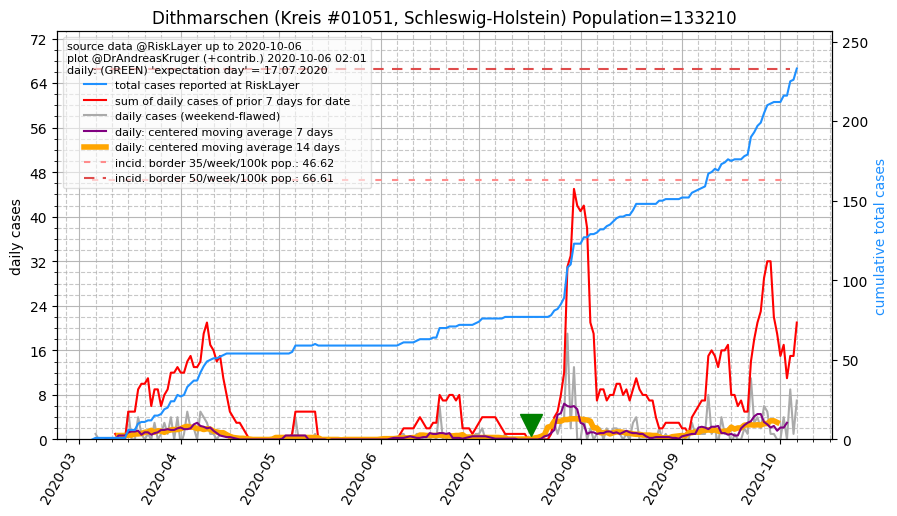 Dithmarschen (Kreis #01051, Schleswig-Holstein) Population=133210
source data @RiskLayer up to 2020-10-06
plot @DrAndreasKruger (+contrib.) 2020-10-06 02:01
daily: (GREEN) 'expectation day' = 17.07.2020
total cases reported at RiskLayer
sum of daily cases of prior 7 days for date
daily cases (weekend-flawed)
daily: centered moving average 7 days
daily: centered moving average 14 days
incid. border 35/week/100k pop.: 46.62
incid. border 50/week/100k pop.: 66.61
daily cases
72
64
56
48
40
32
24
16
8
0
cumulative total cases
250
200
150
100
50
0
2020-03
2020-04
2020-05
2020-06
2020-07
2020-08
2020-09
2020-10